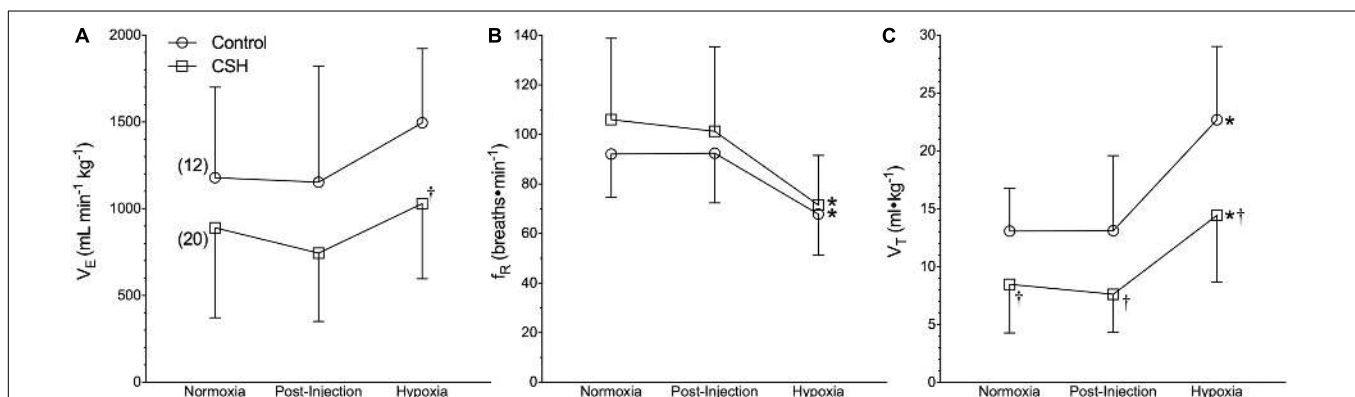 A
2000
1500
1000
500
0
V_E (mL min⁻¹ kg⁻¹)
Control
CSH
(12)
(20)
†
Normoxia Post-Injection Hypoxia
B
140
120
100
80
60
40
20
0
f_R (breaths•min⁻¹)
*
*
Normoxia Post-Injection Hypoxia
C
30
25
20
15
10
5
0
V_T (ml•kg⁻¹)
*
*†
†
†
Normoxia Post-Injection Hypoxia